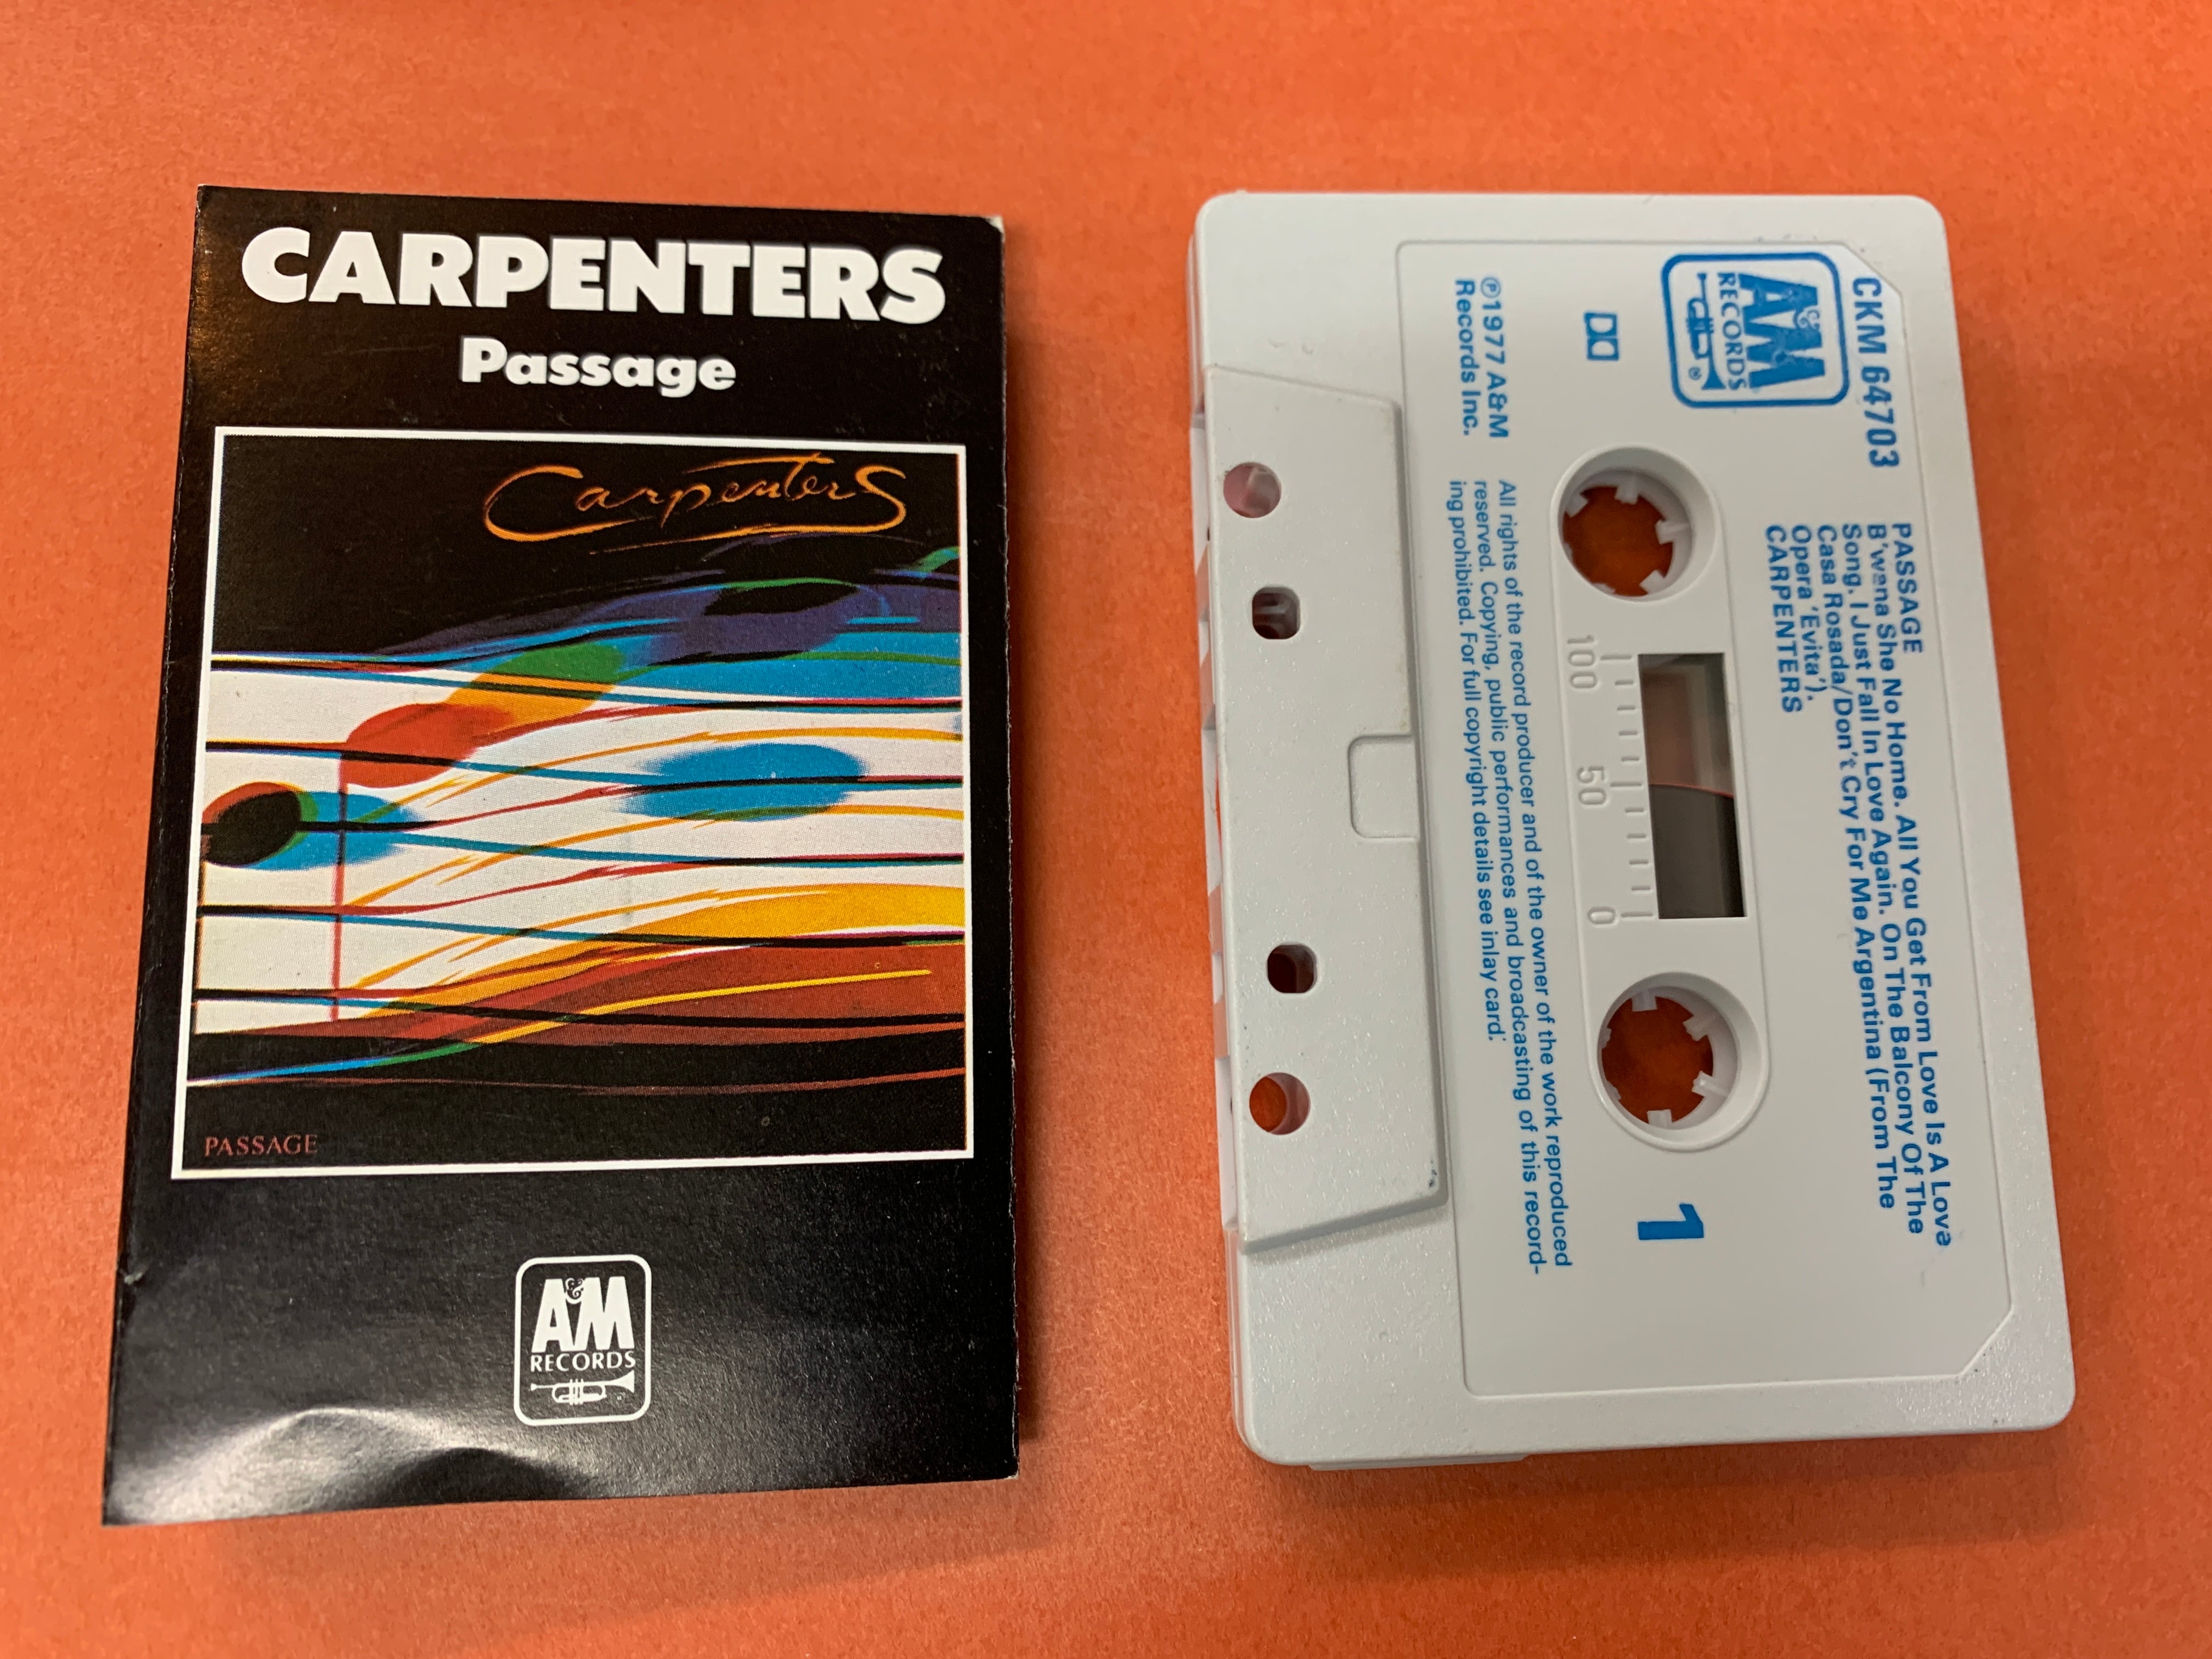 CARPENTERS
Passage
Carpenters
PASSAGE
A&M
RECORDS
CKM 64703
A&M
RECORDS
®
PASSAGE
B'wana She No Home. All You Get From Love Is A Love
Song. I Just Fall In Love Again. On The Balcony Of The
Casa Rosada/Don't Cry For Me Argentina (From The
Opera 'Evita').
CARPENTERS
100 50 0
1
℗1977 A&M
Records Inc.
All rights of the record producer and of the owner of the work reproduced
reserved. Copying, public performances and broadcasting of this record-
ing prohibited. For full copyright details see inlay card.